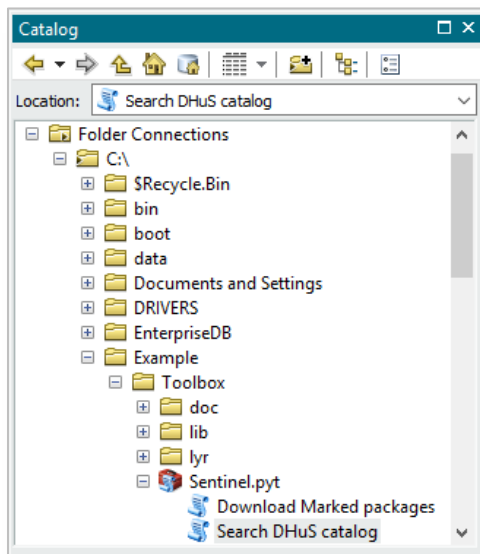 Catalog
Location: Search DHuS catalog
Folder Connections
C:\
$Recycle.Bin
bin
boot
data
Documents and Settings
DRIVERS
EnterpriseDB
Example
Toolbox
doc
lib
lyr
Sentinel.pyt
Download Marked packages
Search DHuS catalog